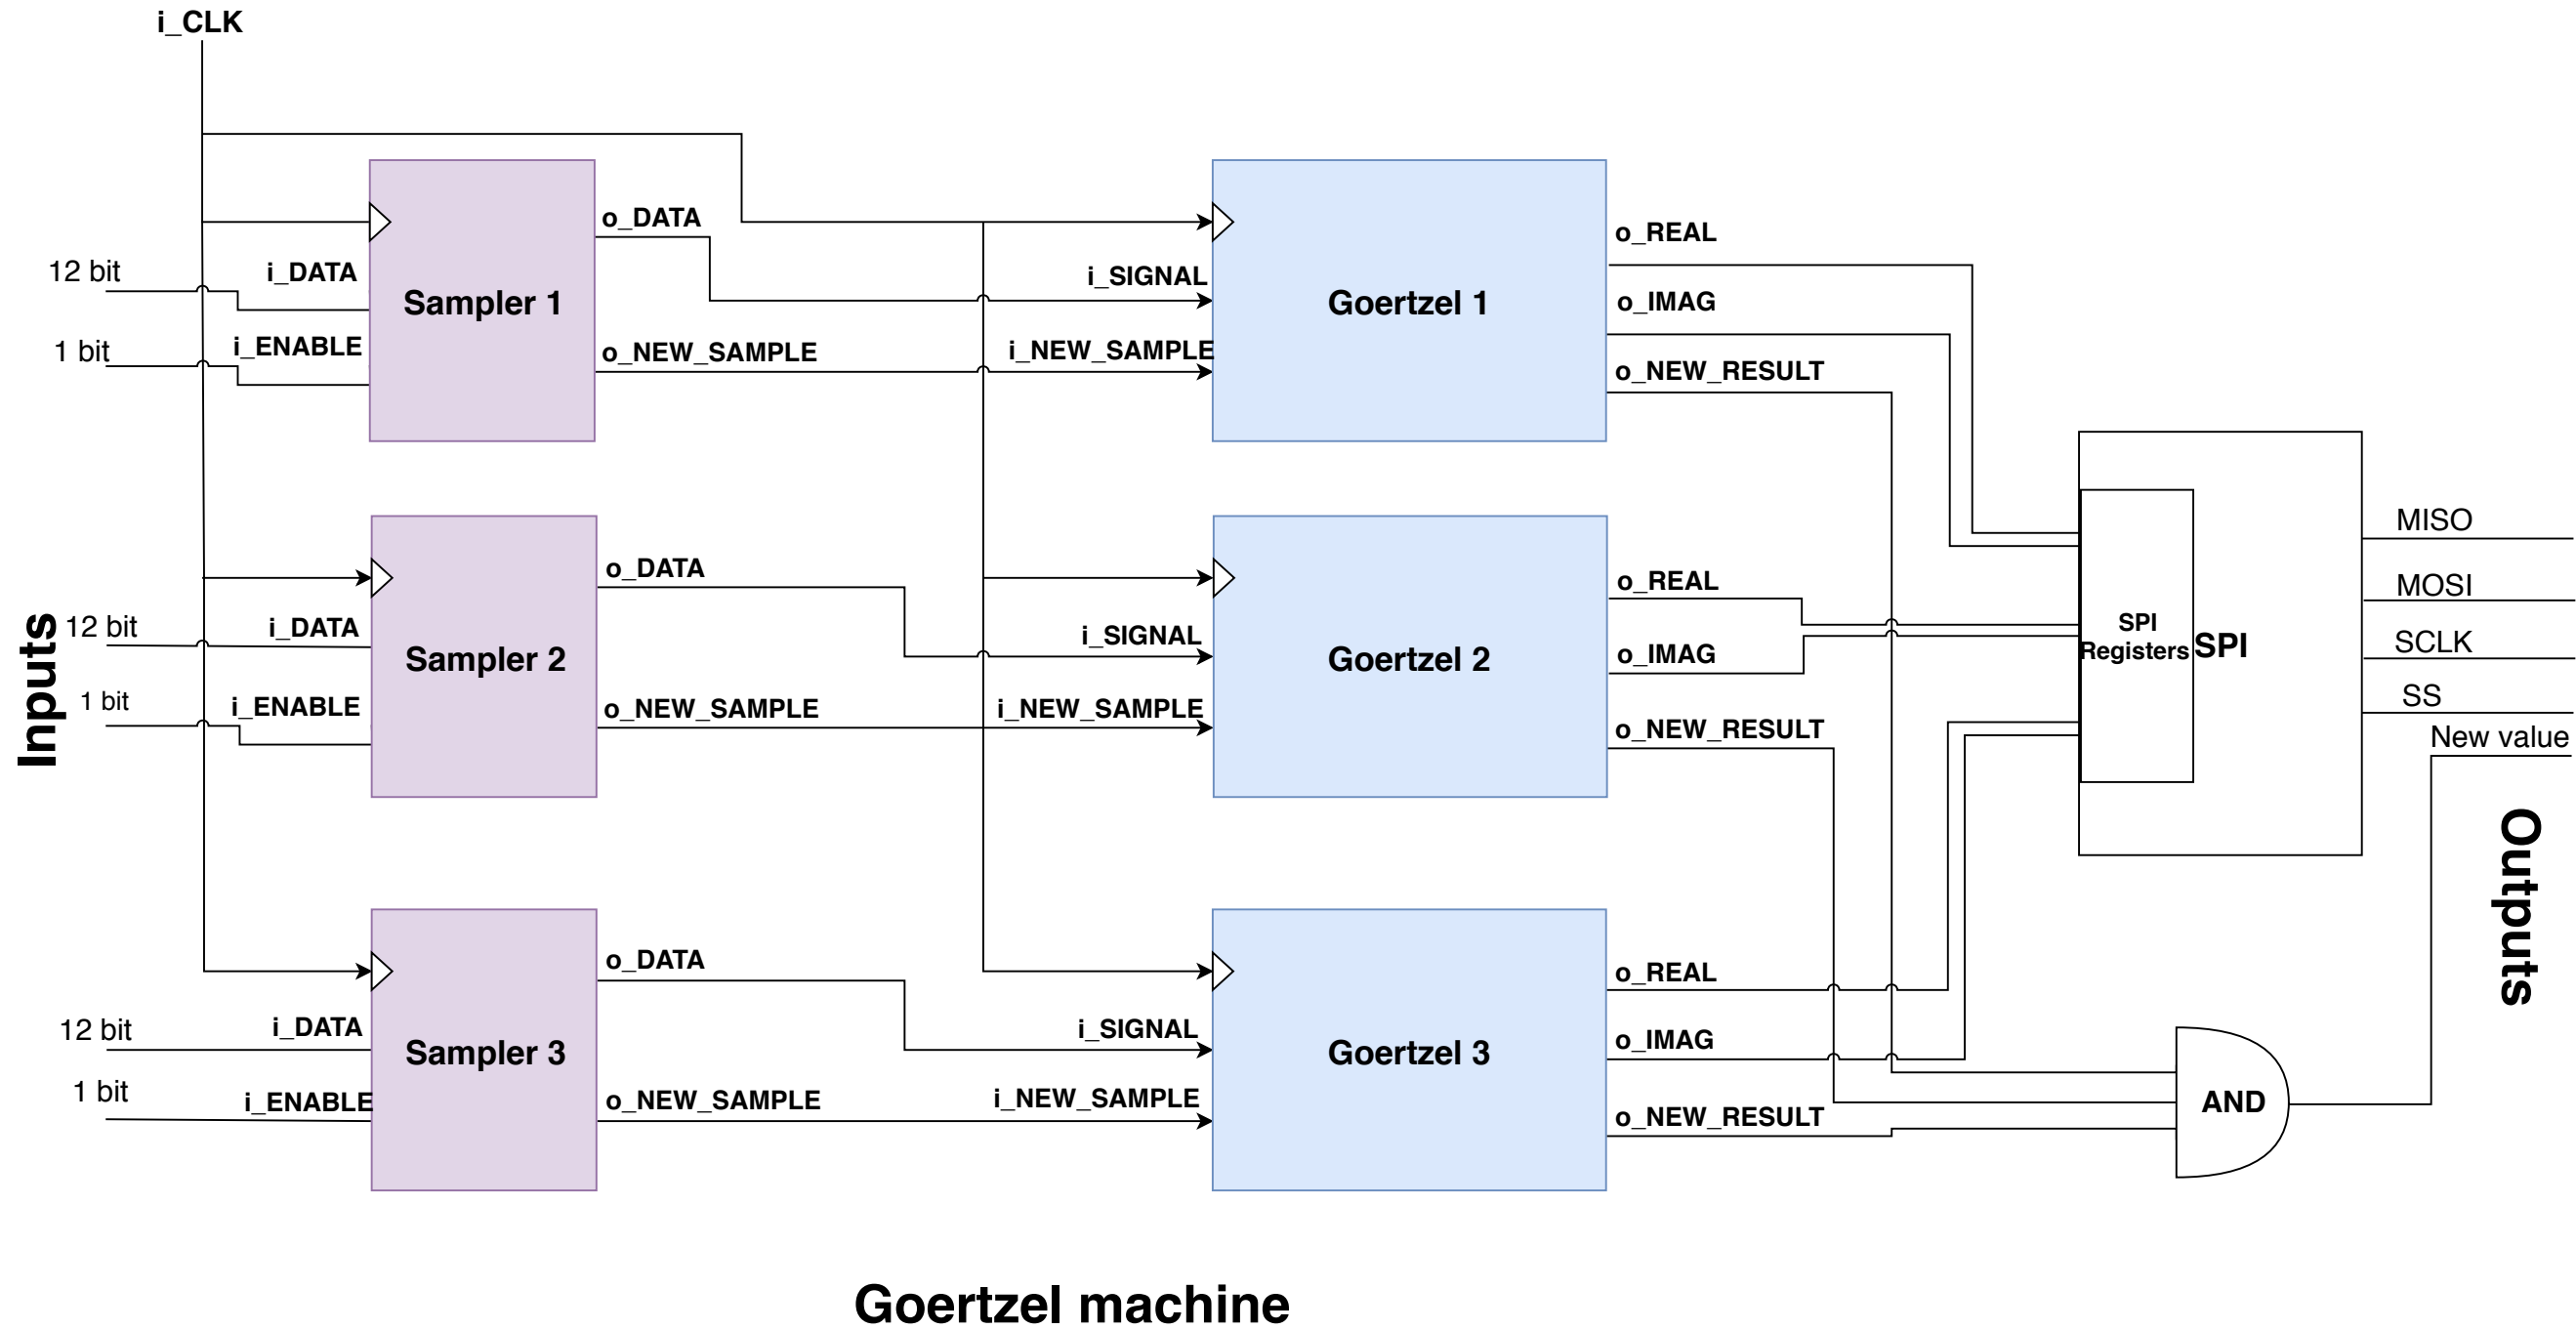 i_CLK
12 bit
i_DATA
1 bit
i_ENABLE
Sampler 1
o_DATA
o_NEW_SAMPLE
i_SIGNAL
i_NEW_SAMPLE
Goertzel 1
o_REAL
o_IMAG
o_NEW_RESULT
Inputs
12 bit
i_DATA
1 bit
i_ENABLE
Sampler 2
o_DATA
o_NEW_SAMPLE
i_SIGNAL
i_NEW_SAMPLE
Goertzel 2
o_REAL
o_IMAG
o_NEW_RESULT
12 bit
i_DATA
1 bit
i_ENABLE
Sampler 3
o_DATA
o_NEW_SAMPLE
i_SIGNAL
i_NEW_SAMPLE
Goertzel 3
o_REAL
o_IMAG
o_NEW_RESULT
SPI
Registers
SPI
MISO
MOSI
SCLK
SS
New value
Outputs
AND
Goertzel machine